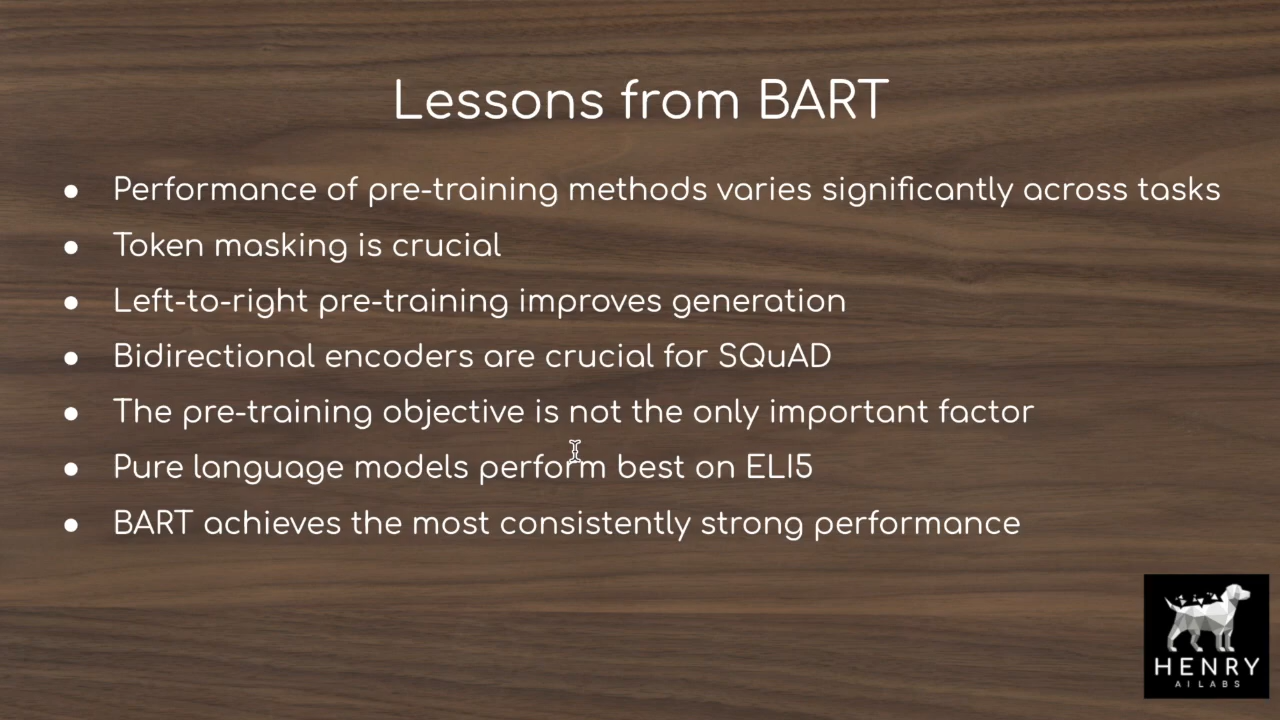 Lessons from BART
● Performance of pre-training methods varies significantly across tasks
● Token masking is crucial
● Left-to-right pre-training improves generation
● Bidirectional encoders are crucial for SQuAD
● The pre-training objective is not the only important factor
● Pure language models perform best on ELI5
● BART achieves the most consistently strong performance
HENRY
AI LABS